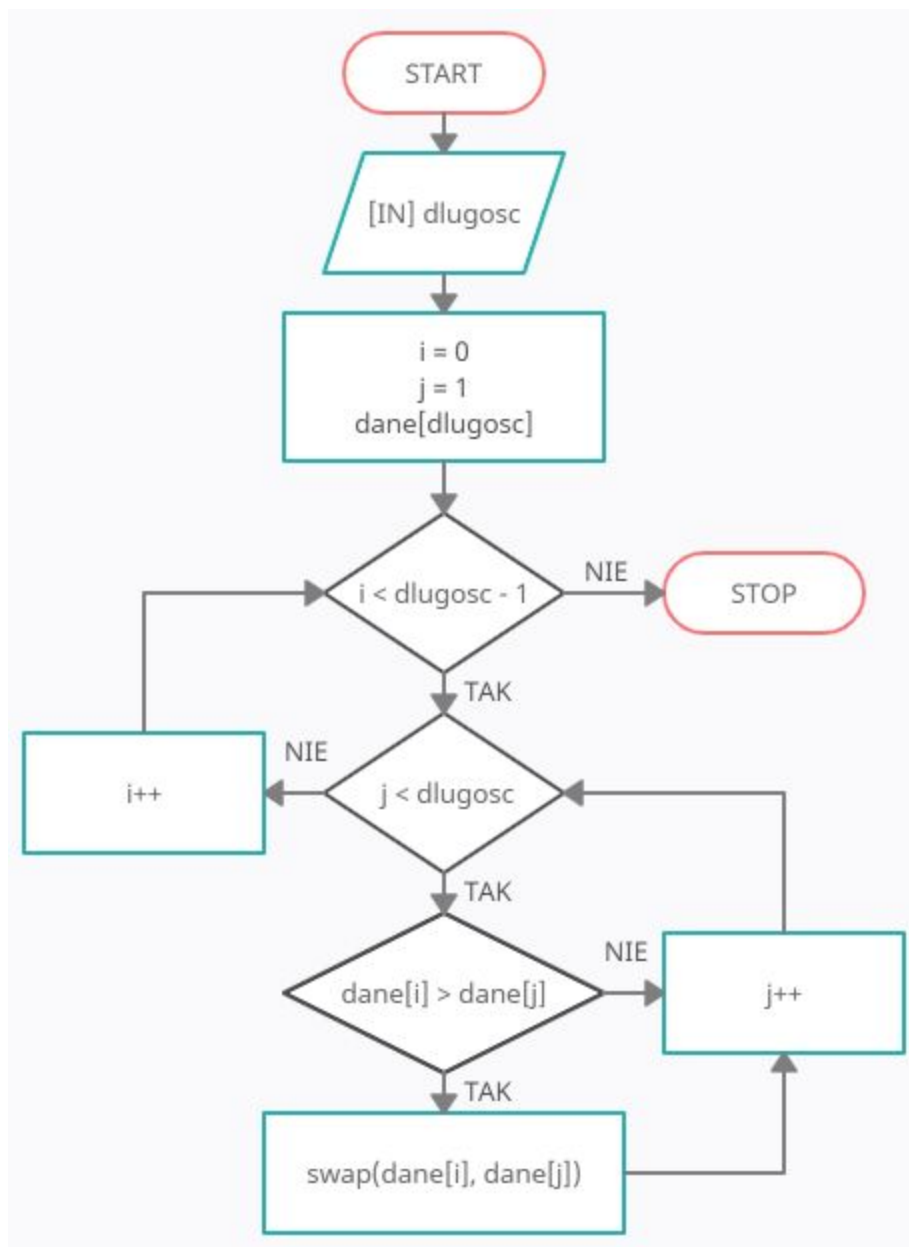 START
[IN] dlugosc
i = 0
j = 1
dane[dlugosc]
i < dlugosc - 1
NIE
STOP
TAK
i++
NIE
j < dlugosc
TAK
dane[i] > dane[j]
NIE
j++
TAK
swap(dane[i], dane[j])